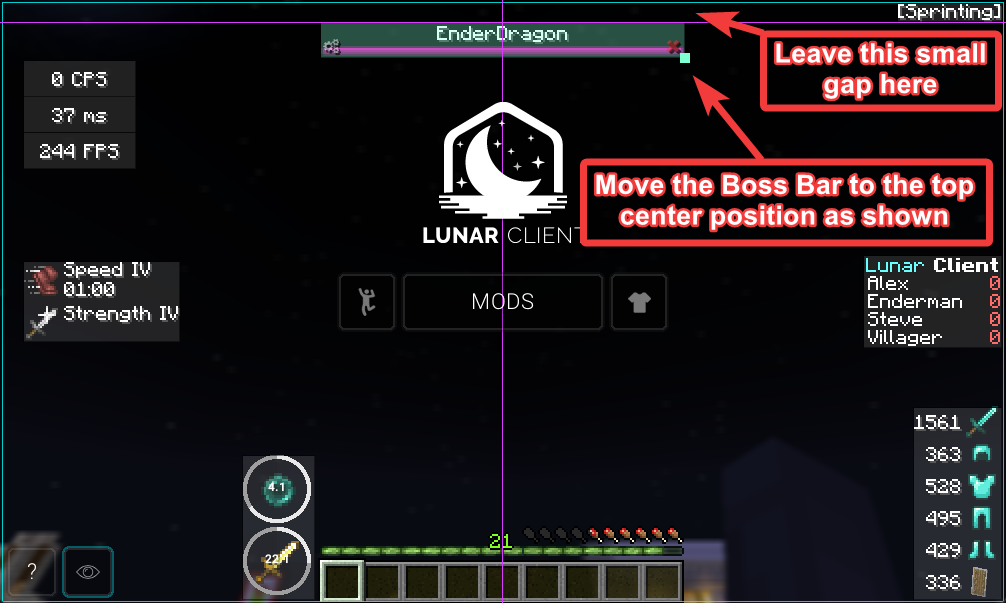 [Sprinting]
EnderDragon
Leave this small
gap here
0 CPS
37 ms
244 FPS
Move the Boss Bar to the top
center position as shown
LUNAR CLIENT
Speed IV
01:00
Strength IV
MODS
Lunar Client
Alex 0
Enderman 0
Steve 0
Villager 0
1561
363
528
495
429
336
4.1
21
?